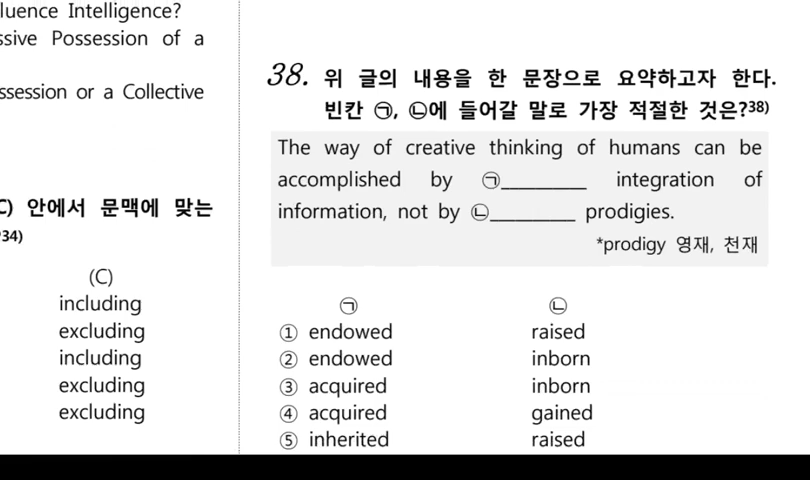 luence Intelligence?
ssive Possession of a
ssession or a Collective
C) 안에서 문맥에 맞는
34)
(C)
including
excluding
including
excluding
excluding
38. 위 글의 내용을 한 문장으로 요약하고자 한다.
빈칸 ㉠, ㉡에 들어갈 말로 가장 적절한 것은?38)
The way of creative thinking of humans can be
accomplished by ㉠________ integration of
information, not by ㉡________ prodigies.
*prodigy 영재, 천재
㉠ ㉡
① endowed raised
② endowed inborn
③ acquired inborn
④ acquired gained
⑤ inherited raised